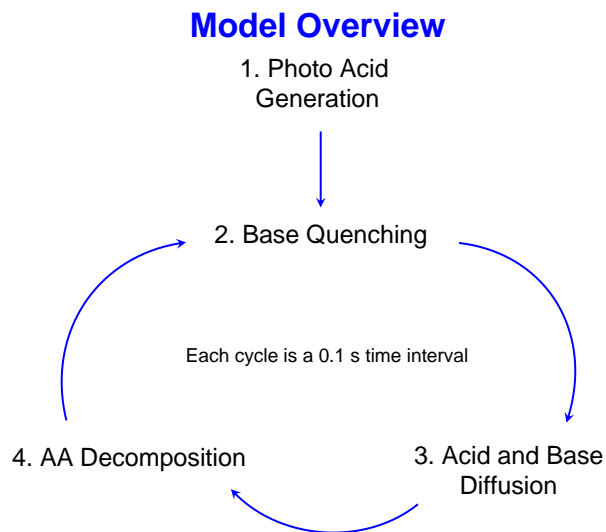 Model Overview
1. Photo Acid
Generation
2. Base Quenching
Each cycle is a 0.1 s time interval
4. AA Decomposition
3. Acid and Base
Diffusion